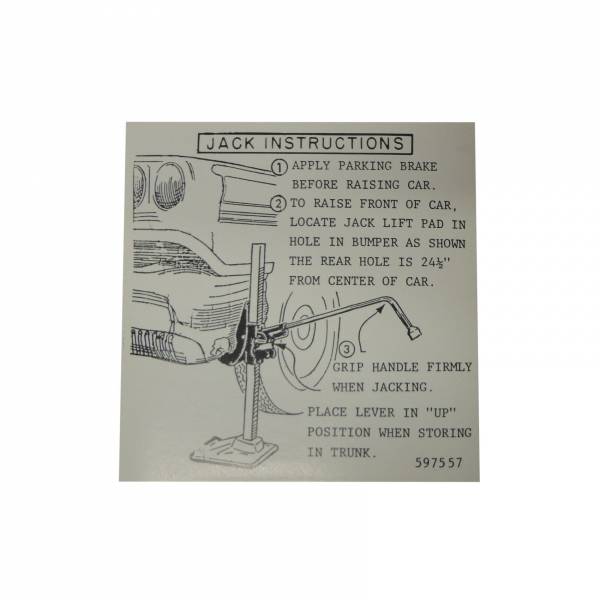 JACK INSTRUCTIONS
1 APPLY PARKING BRAKE
BEFORE RAISING CAR.
2 TO RAISE FRONT OF CAR,
LOCATE JACK LIFT PAD IN
HOLE IN BUMPER AS SHOWN
THE REAR HOLE IS 24½"
FROM CENTER OF CAR.
3
GRIP HANDLE FIRMLY
WHEN JACKING.
PLACE LEVER IN "UP"
POSITION WHEN STORING
IN TRUNK.
597557